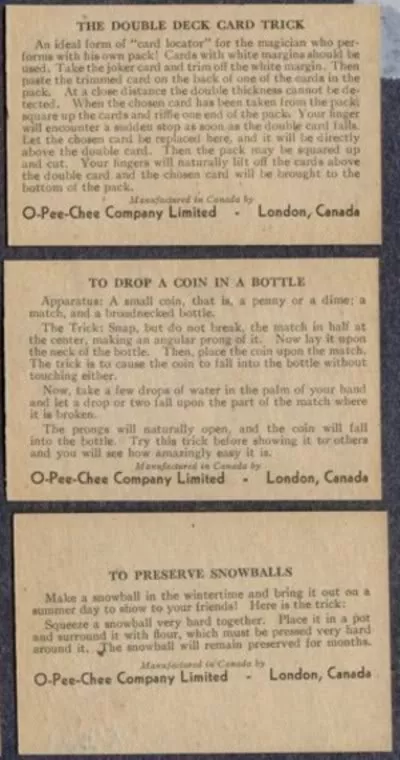 THE DOUBLE DECK CARD TRICK
An ideal form of "card locator" for the magician who per-
forms with his own pack! Cards with white margins should be
used. Take the joker card and trim off the white margin. Then
paste the trimmed card on the back of one of the cards in the
pack. At a close distance the double thickness cannot be de-
tected. When the chosen card has been taken from the pack
square up the cards and riffle one end of the pack. Your finger
will encounter a sudden stop as soon as the double card falls.
Let the chosen card be replaced here, and it will be directly
above the double card. Then the pack may be squared up
and cut. Your fingers will naturally lift off the cards above
the double card and the chosen card will be brought to the
bottom of the pack.
Manufactured in Canada by
O-Pee-Chee Company Limited - London, Canada
TO DROP A COIN IN A BOTTLE
Apparatus: A small coin, that is, a penny or a dime; a
match, and a broadnecked bottle.
The Trick: Snap, but do not break, the match in half at
the center, making an angular prong of it. Now lay it upon
the neck of the bottle. Then, place the coin upon the match.
The trick is to cause the coin to fall into the bottle without
touching either.
Now, take a few drops of water in the palm of your hand
and let a drop or two fall upon the part of the match where
it is broken.
The prongs will naturally open, and the coin will fall
into the bottle. Try this trick before showing it to others
and you will see how amazingly easy it is.
Manufactured in Canada by
O-Pee-Chee Company Limited - London, Canada
TO PRESERVE SNOWBALLS
Make a snowball in the wintertime and bring it out on a
summer day to show to your friends! Here is the trick:
Squeeze a snowball very hard together. Place it in a pot
and surround it with flour, which must be pressed very hard
around it. The snowball will remain preserved for months.
Manufactured in Canada by
O-Pee-Chee Company Limited - London, Canada